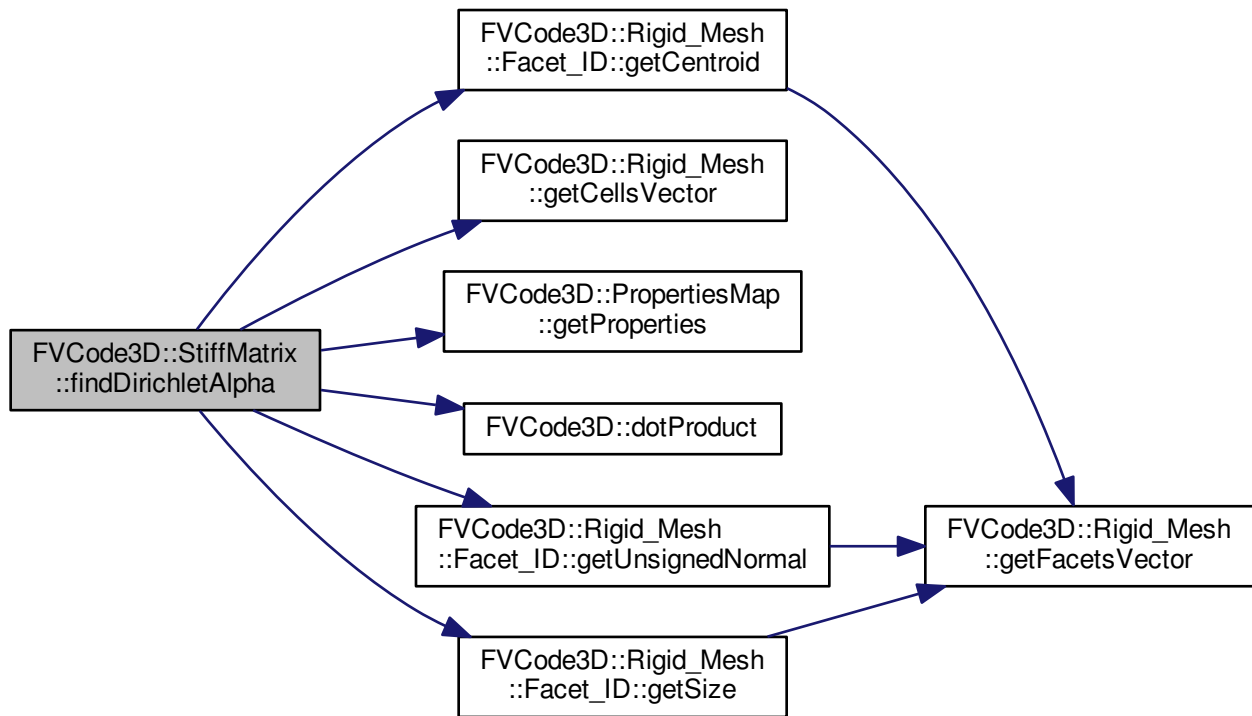 FVCode3D::Rigid_Mesh
::Facet_ID::getCentroid
FVCode3D::Rigid_Mesh
::getCellsVector
FVCode3D::PropertiesMap
::getProperties
FVCode3D::StiffMatrix
::findDirichletAlpha
FVCode3D::dotProduct
FVCode3D::Rigid_Mesh
::Facet_ID::getUnsignedNormal
FVCode3D::Rigid_Mesh
::getFacetsVector
FVCode3D::Rigid_Mesh
::Facet_ID::getSize